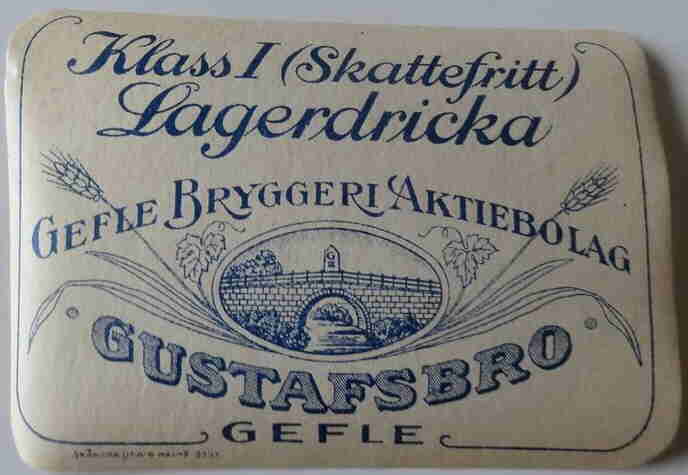 Klass I (Skattefritt)
Lagerdricka
GEFLE BRYGGERI AKTIEBOLAG
GUSTAFSBRO
GEFLE